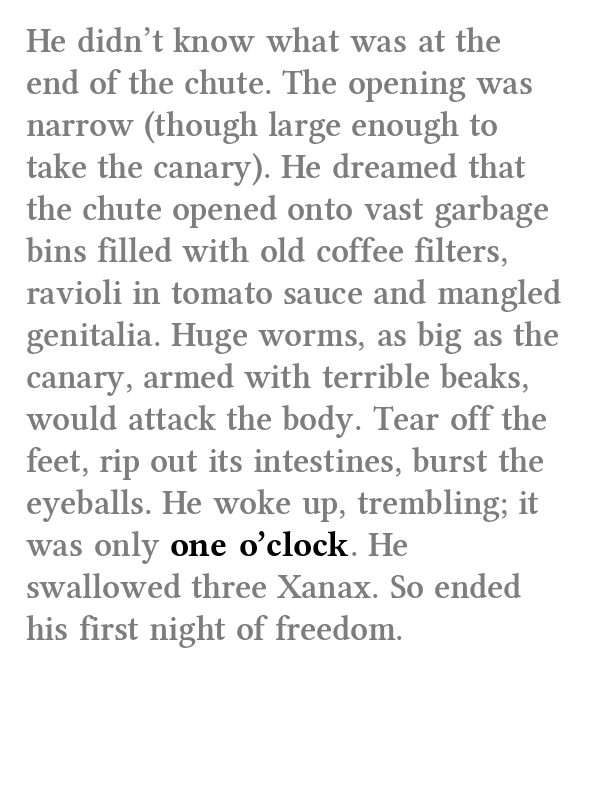 He didn’t know what was at the
end of the chute. The opening was
narrow (though large enough to
take the canary). He dreamed that
the chute opened onto vast garbage
bins filled with old coffee filters,
ravioli in tomato sauce and mangled
genitalia. Huge worms, as big as the
canary, armed with terrible beaks,
would attack the body. Tear off the
feet, rip out its intestines, burst the
eyeballs. He woke up, trembling; it
was only one o’clock. He
swallowed three Xanax. So ended
his first night of freedom.